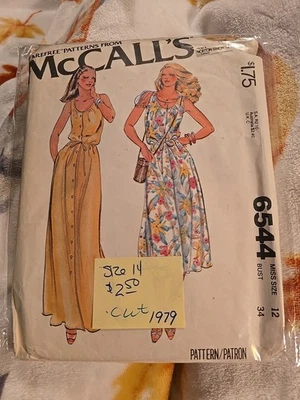 CAREFREE PATTERNS FROM
McCALL'S
$1.75
6544
MISS SIZE 12
BUST 34
Size 14
$2.50
·Cut 1979
PATTERN/PATRON